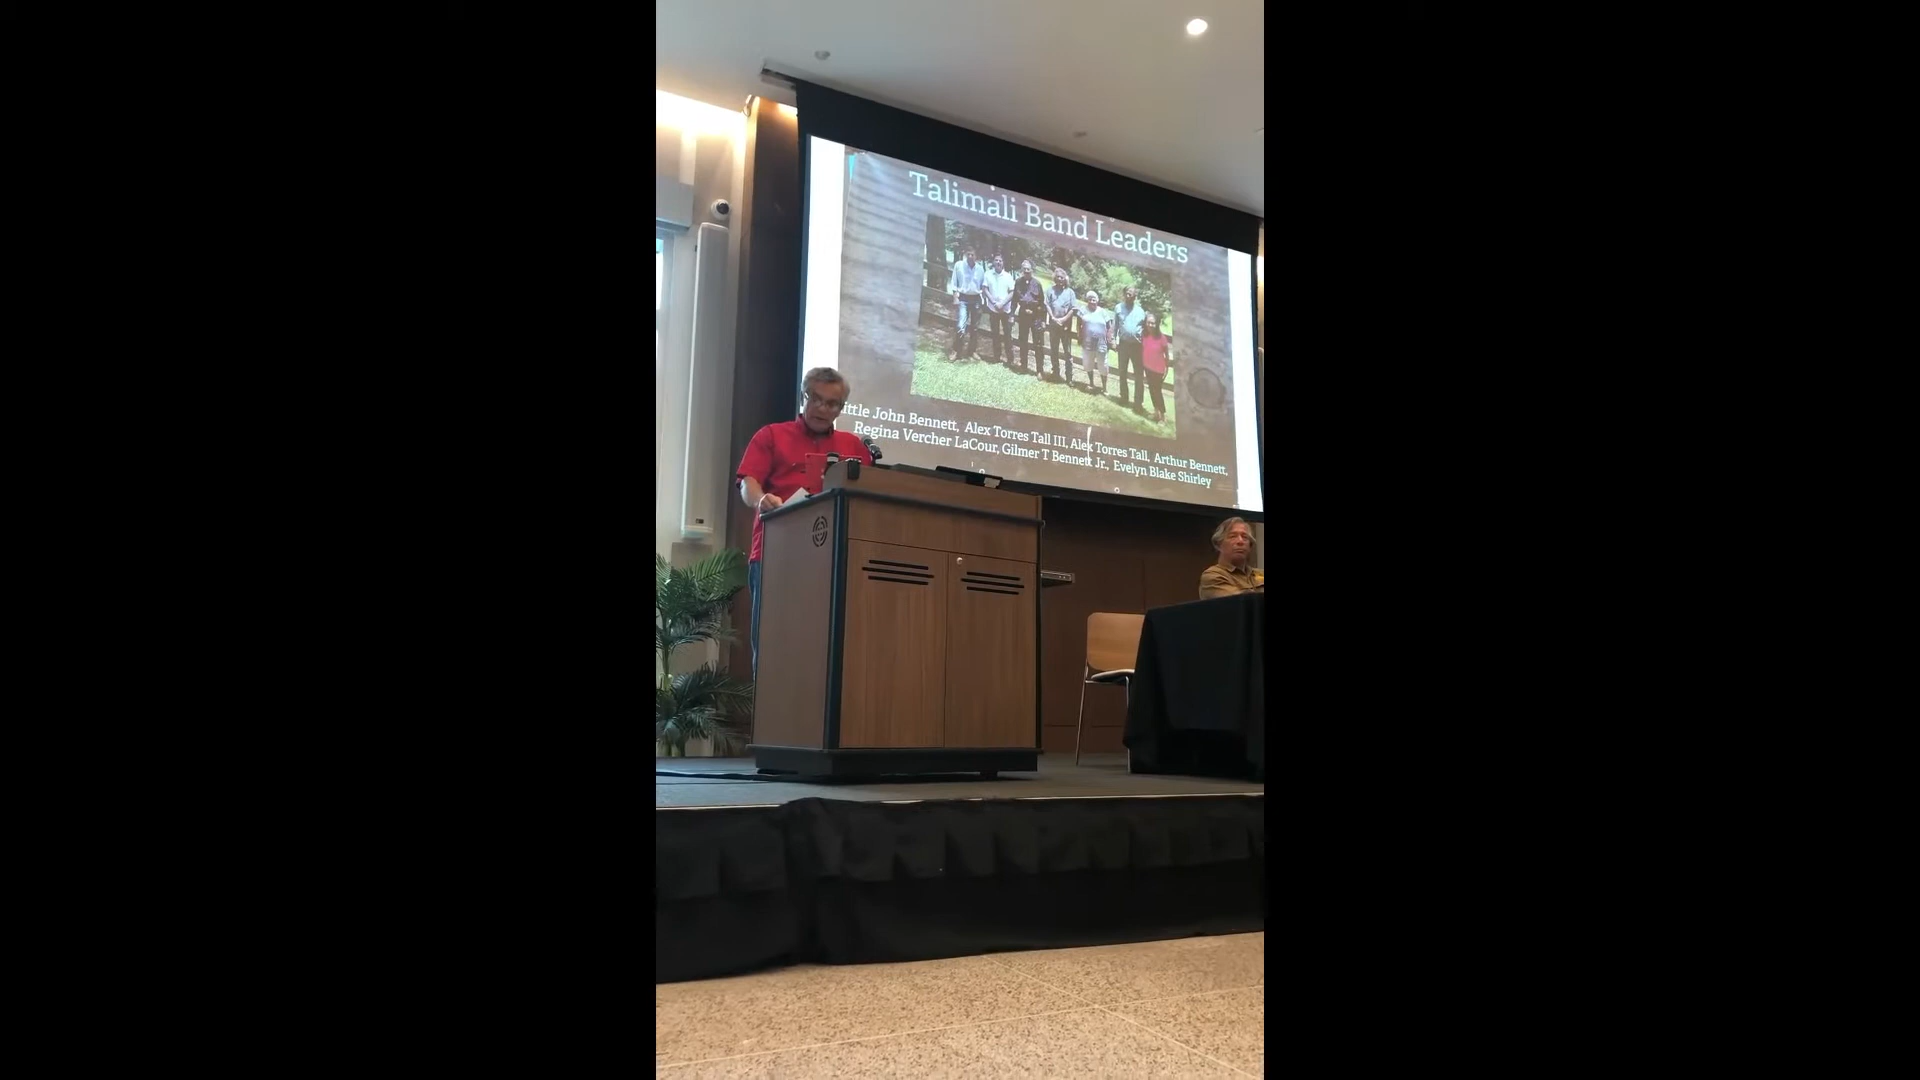 Talimali Band Leaders
ittle John Bennett, Alex Torres Tall III, Alex Torres Tall, Arthur Bennett,
Regina Vercher LaCour, Gilmer T Bennett Jr., Evelyn Blake Shirley